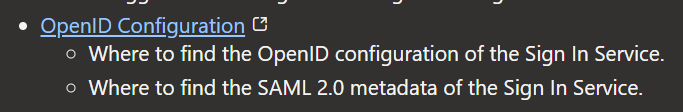 OpenID Configuration
Where to find the OpenID configuration of the Sign In Service.
Where to find the SAML 2.0 metadata of the Sign In Service.